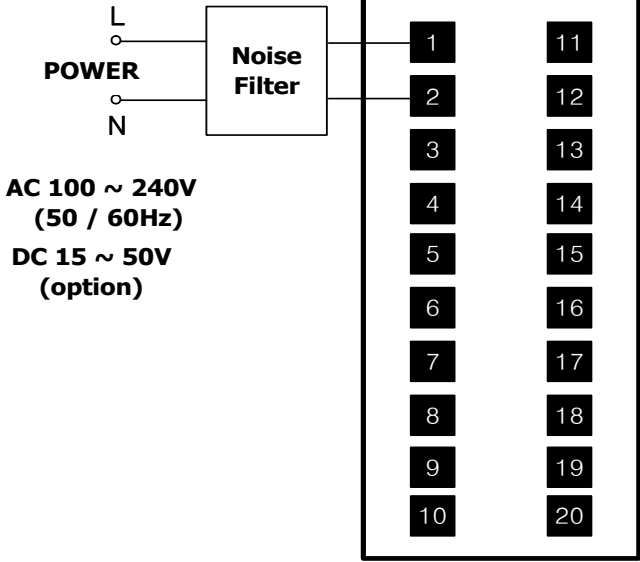 L
POWER
N
Noise
Filter
AC 100 ~ 240V
(50 / 60Hz)
DC 15 ~ 50V
(option)
1 11
2 12
3 13
4 14
5 15
6 16
7 17
8 18
9 19
10 20